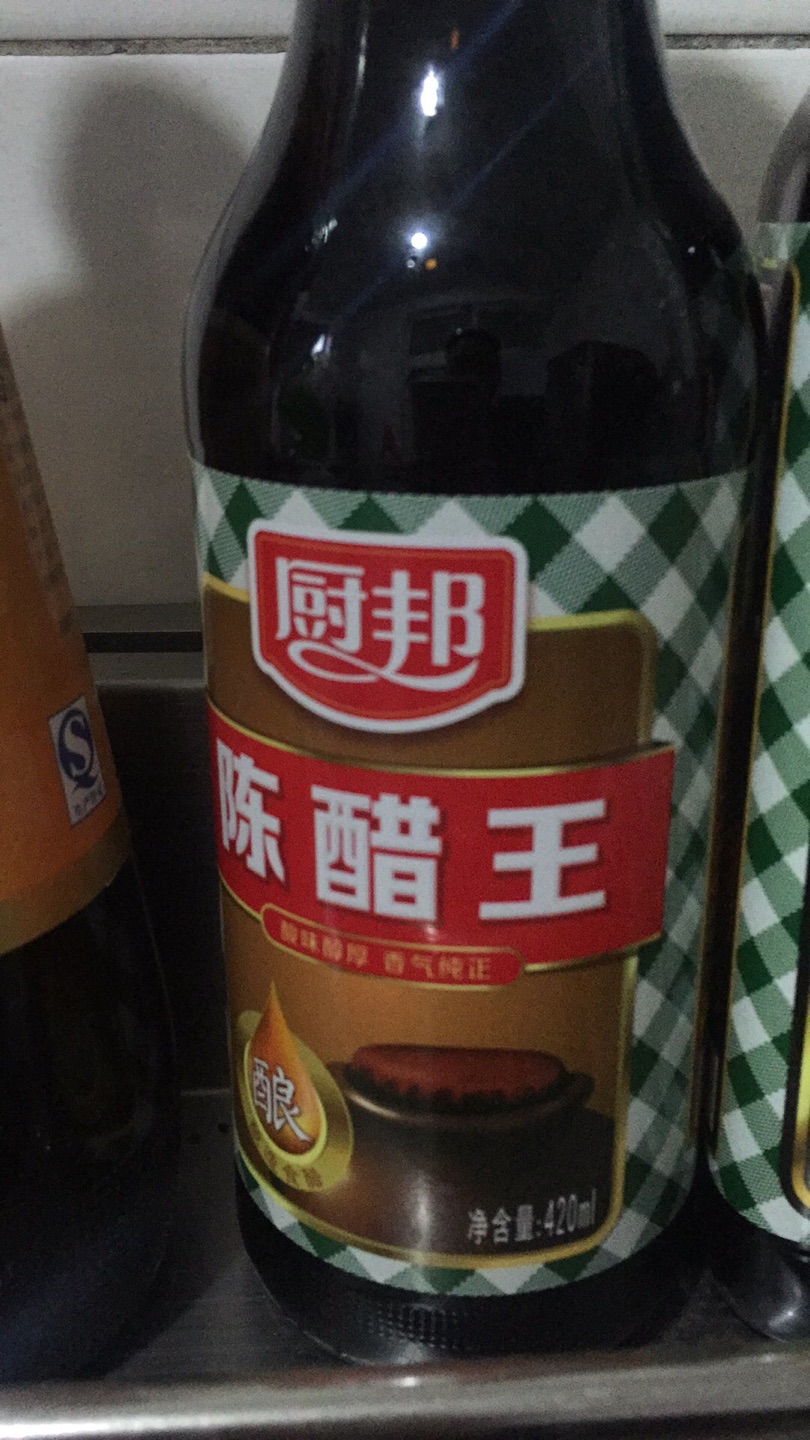 厨邦
陈醋王
酸味醇厚 香气纯正
酿
净含量:420ml